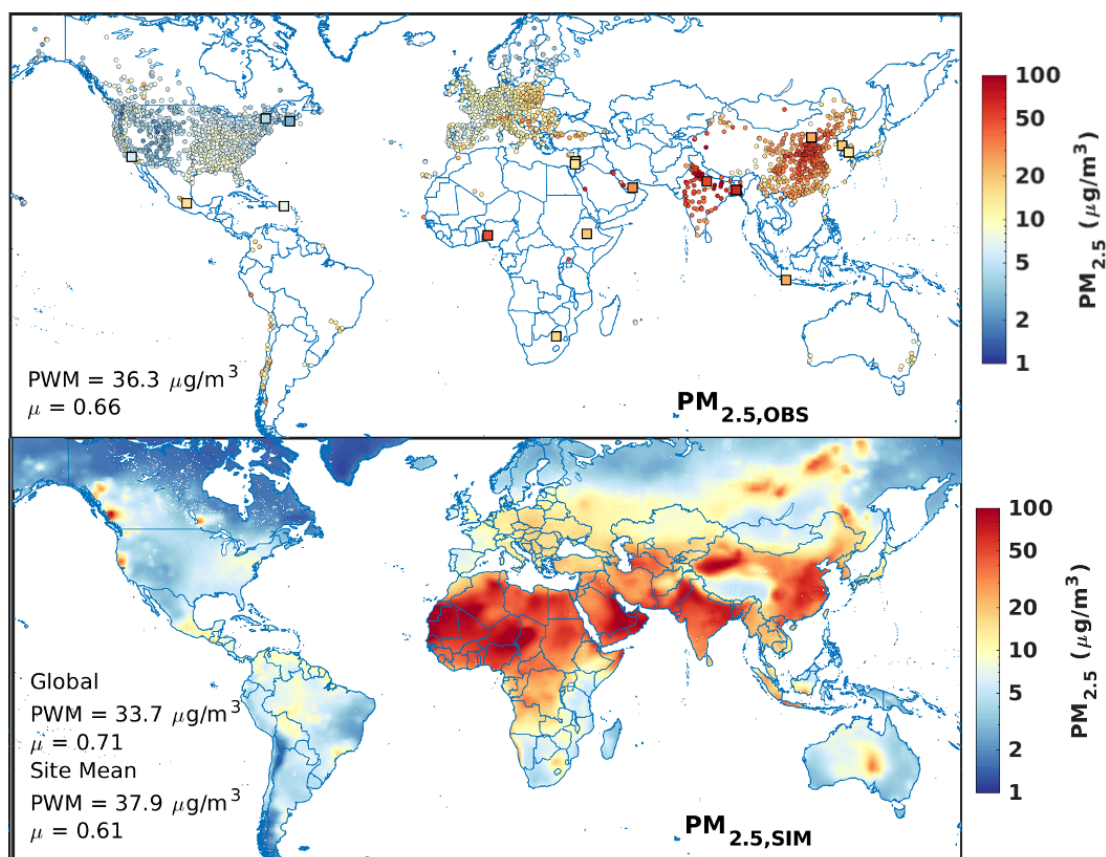 100
50
20
10
5
2
1
PM2.5 (μg/m³)
PWM = 36.3 μg/m³
μ = 0.66
PM2.5,OBS
100
50
20
10
5
2
1
PM2.5 (μg/m³)
Global
PWM = 33.7 μg/m³
μ = 0.71
Site Mean
PWM = 37.9 μg/m³
μ = 0.61
PM2.5,SIM